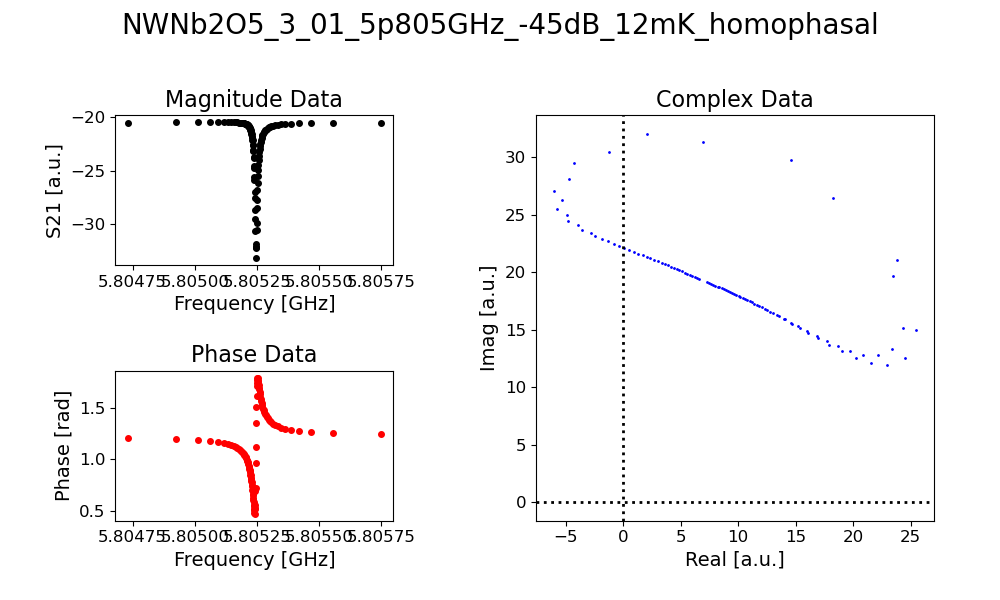 NWNb2O5_3_01_5p805GHz_-45dB_12mK_homophasal
Magnitude Data
−20
−25
−30
S21 [a.u.]
5.80475 5.80500 5.80525 5.80550 5.80575
Frequency [GHz]
Phase Data
1.5
1.0
0.5
Phase [rad]
5.80475 5.80500 5.80525 5.80550 5.80575
Frequency [GHz]
Complex Data
30
25
20
15
10
5
0
Imag [a.u.]
−5 0 5 10 15 20 25
Real [a.u.]